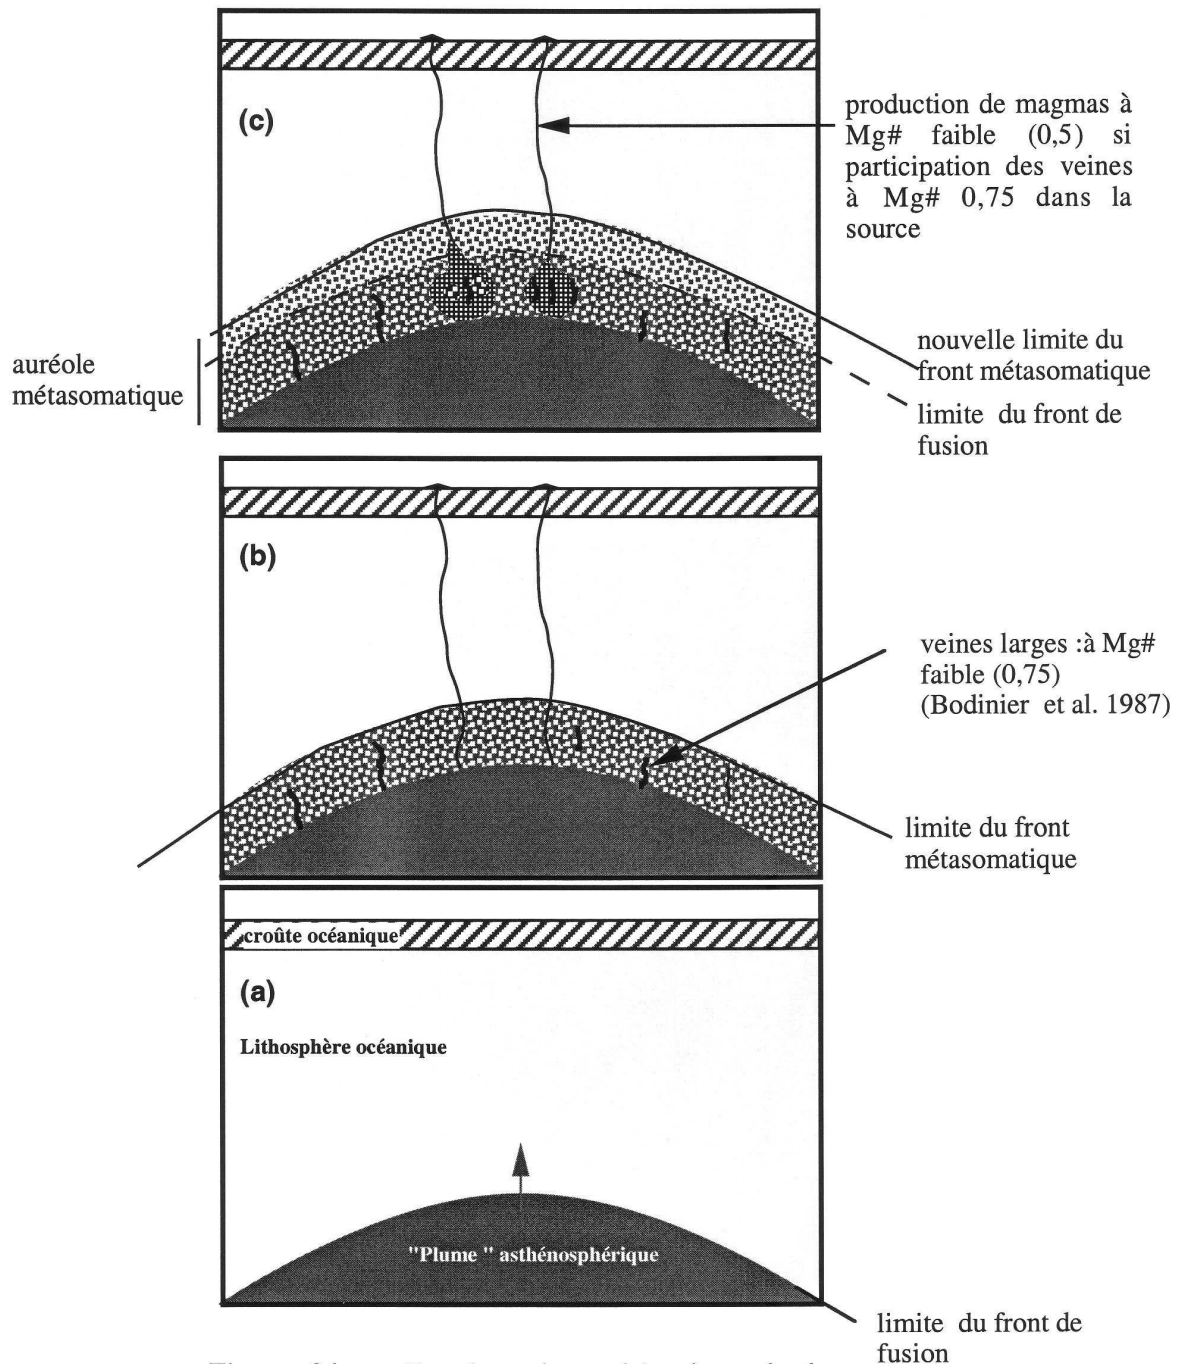 (c)
production de magmas à
Mg# faible (0,5) si
participation des veines
à Mg# 0,75 dans la
source
auréole
métasomatique
nouvelle limite du
front métasomatique
limite du front de
fusion
(b)
veines larges :à Mg#
faible (0,75)
(Bodinier et al. 1987)
limite du front
métasomatique
croûte océanique
(a)
Lithosphère océanique
"Plume " asthénosphérique
limite du front de
fusion